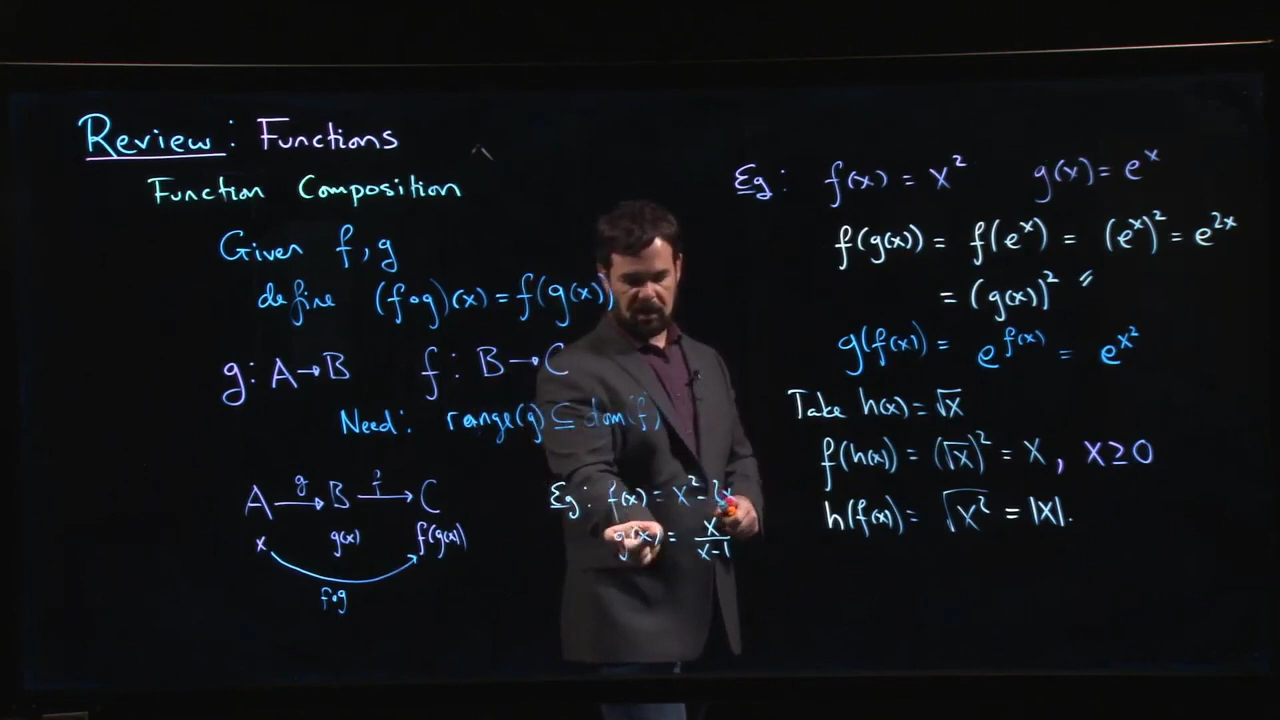 Review: Functions
Function Composition
Given f, g
define (f∘g)(x) = f(g(x))
g: A→B f: B→C
Need: range(g) ⊆ dom(f)
A —g→ B —f→ C
x g(x) f(g(x))
f∘g
Eg: f(x) = x² - 2x
g(x) = x/(x-1)
Eg: f(x) = x² g(x) = eˣ
f(g(x)) = f(eˣ) = (eˣ)² = e²ˣ
= (g(x))²
g(f(x)) = e^f(x) = e^x²
Take h(x) = √x
f(h(x)) = (√x)² = x, x ≥ 0
h(f(x)) = √x² = |x|.